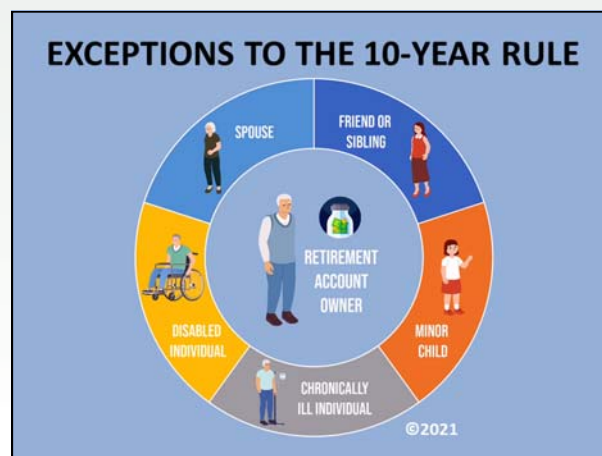 EXCEPTIONS TO THE 10-YEAR RULE
SPOUSE
FRIEND OR
SIBLING
RETIREMENT
ACCOUNT
OWNER
DISABLED
INDIVIDUAL
MINOR
CHILD
CHRONICALLY
ILL INDIVIDUAL
©2021